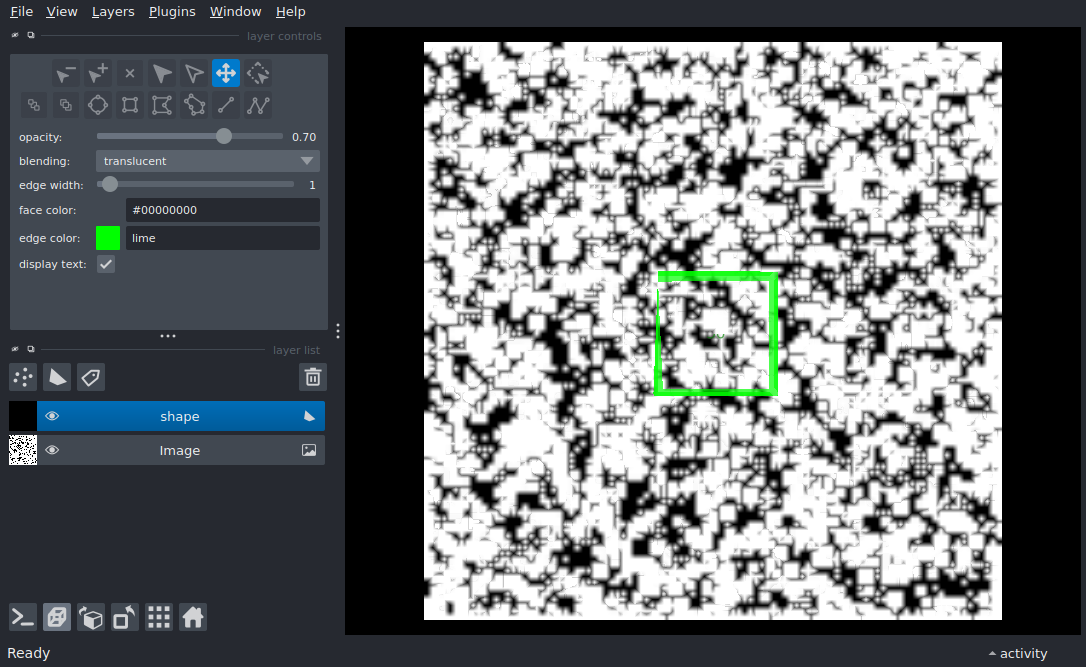 File View Layers Plugins Window Help
layer controls
opacity: 0.70
blending: translucent
edge width: 1
face color: #00000000
edge color: lime
display text:
layer list
shape
Image
Ready
activity